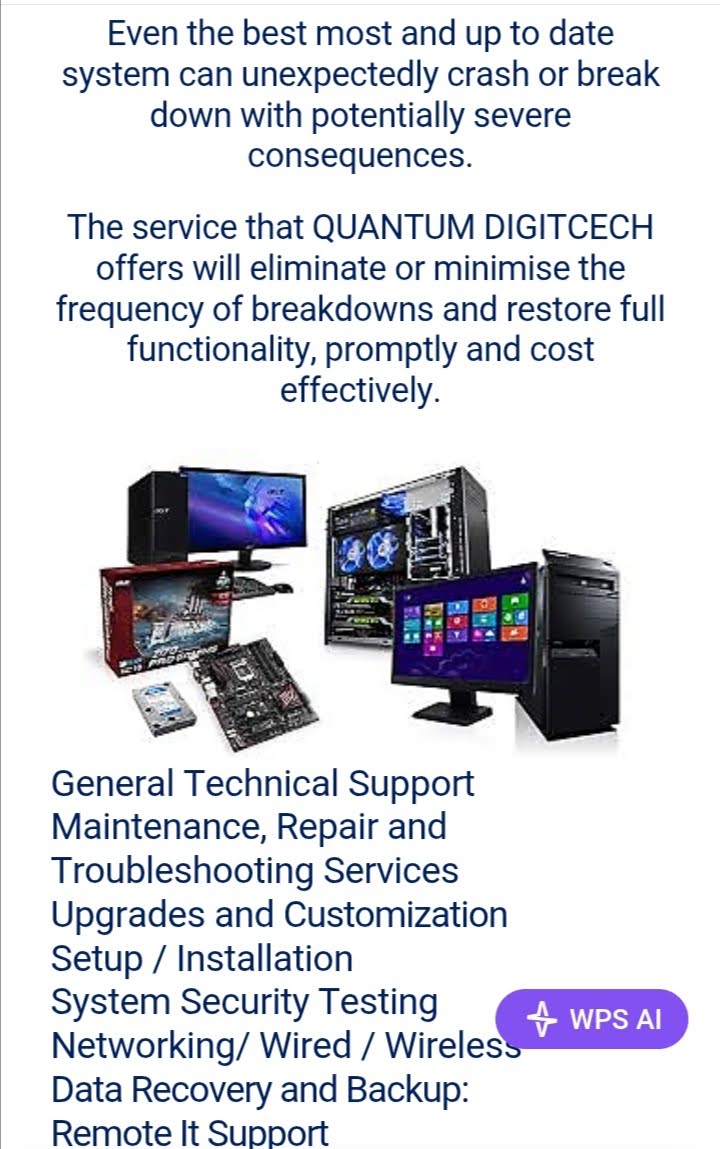 Even the best most and up to date
system can unexpectedly crash or break
down with potentially severe
consequences.
The service that QUANTUM DIGITCECH
offers will eliminate or minimise the
frequency of breakdowns and restore full
functionality, promptly and cost
effectively.
General Technical Support
Maintenance, Repair and
Troubleshooting Services
Upgrades and Customization
Setup / Installation
System Security Testing
WPS AI
Networking/ Wired / Wireless
Data Recovery and Backup:
Remote It Support